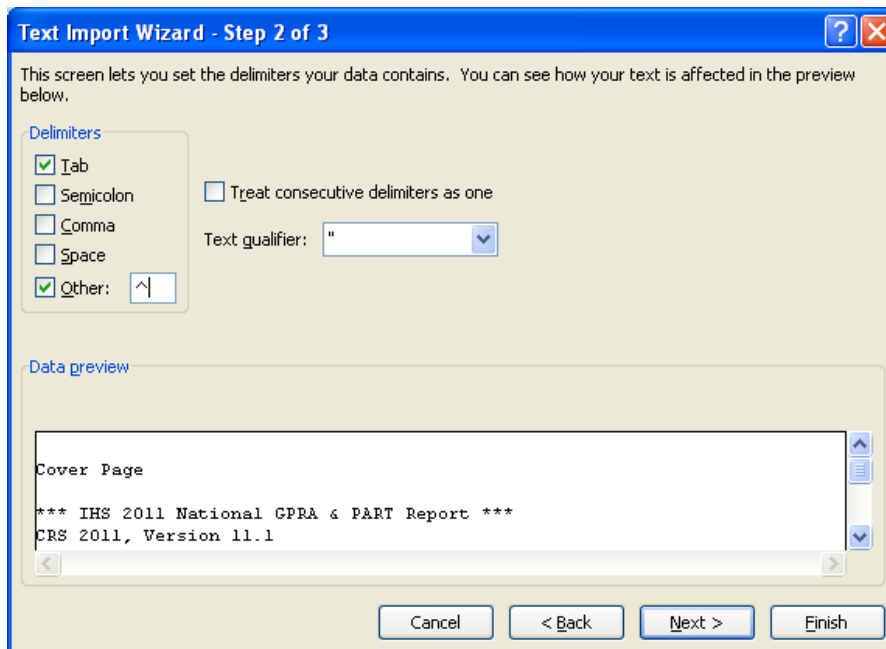 Text Import Wizard - Step 2 of 3
This screen lets you set the delimiters your data contains. You can see how your text is affected in the preview
below.
Delimiters
Tab
Semicolon
Comma
Space
Other: ^
Treat consecutive delimiters as one
Text qualifier: "
Data preview
Cover Page
*** IHS 2011 National GPRA & PART Report ***
CRS 2011, Version 11.1
Cancel < Back Next > Finish